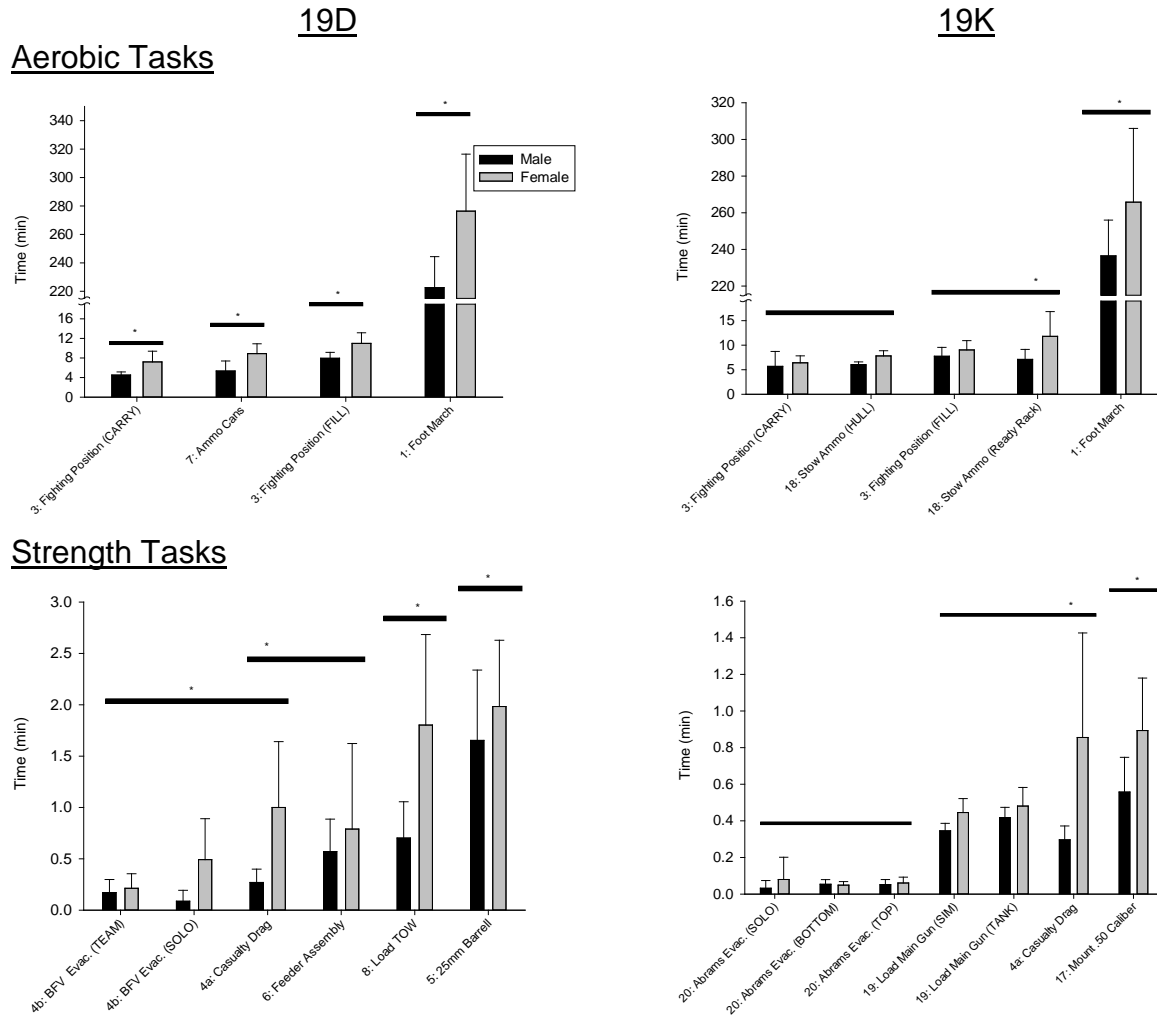 19D
19K
Aerobic Tasks
*
*
*
*
Time (min)
340
320
300
280
260
240
220
16
12
8
4
0
Male
Female
3: Fighting Position (CARRY)
7: Ammo Cans
3: Fighting Position (FILL)
1: Foot March
*
*
Time (min)
320
300
280
260
240
220
15
10
5
0
3: Fighting Position (CARRY)
18: Stow Ammo (HULL)
3: Fighting Position (FILL)
18: Stow Ammo (Ready Rack)
1: Foot March
Strength Tasks
*
*
*
*
Time (min)
3.0
2.5
2.0
1.5
1.0
0.5
0.0
4b: BFV Evac. (TEAM)
4b: BFV Evac. (SOLO)
4a: Casualty Drag
6: Feeder Assembly
8: Load TOW
5: 25mm Barrell
*
*
Time (min)
1.6
1.4
1.2
1.0
0.8
0.6
0.4
0.2
0.0
20: Abrams Evac. (SOLO)
20: Abrams Evac. (BOTTOM)
20: Abrams Evac. (TOP)
19: Load Main Gun (SIM)
19: Load Main Gun (TANK)
4a: Casualty Drag
17: Mount .50 Caliber